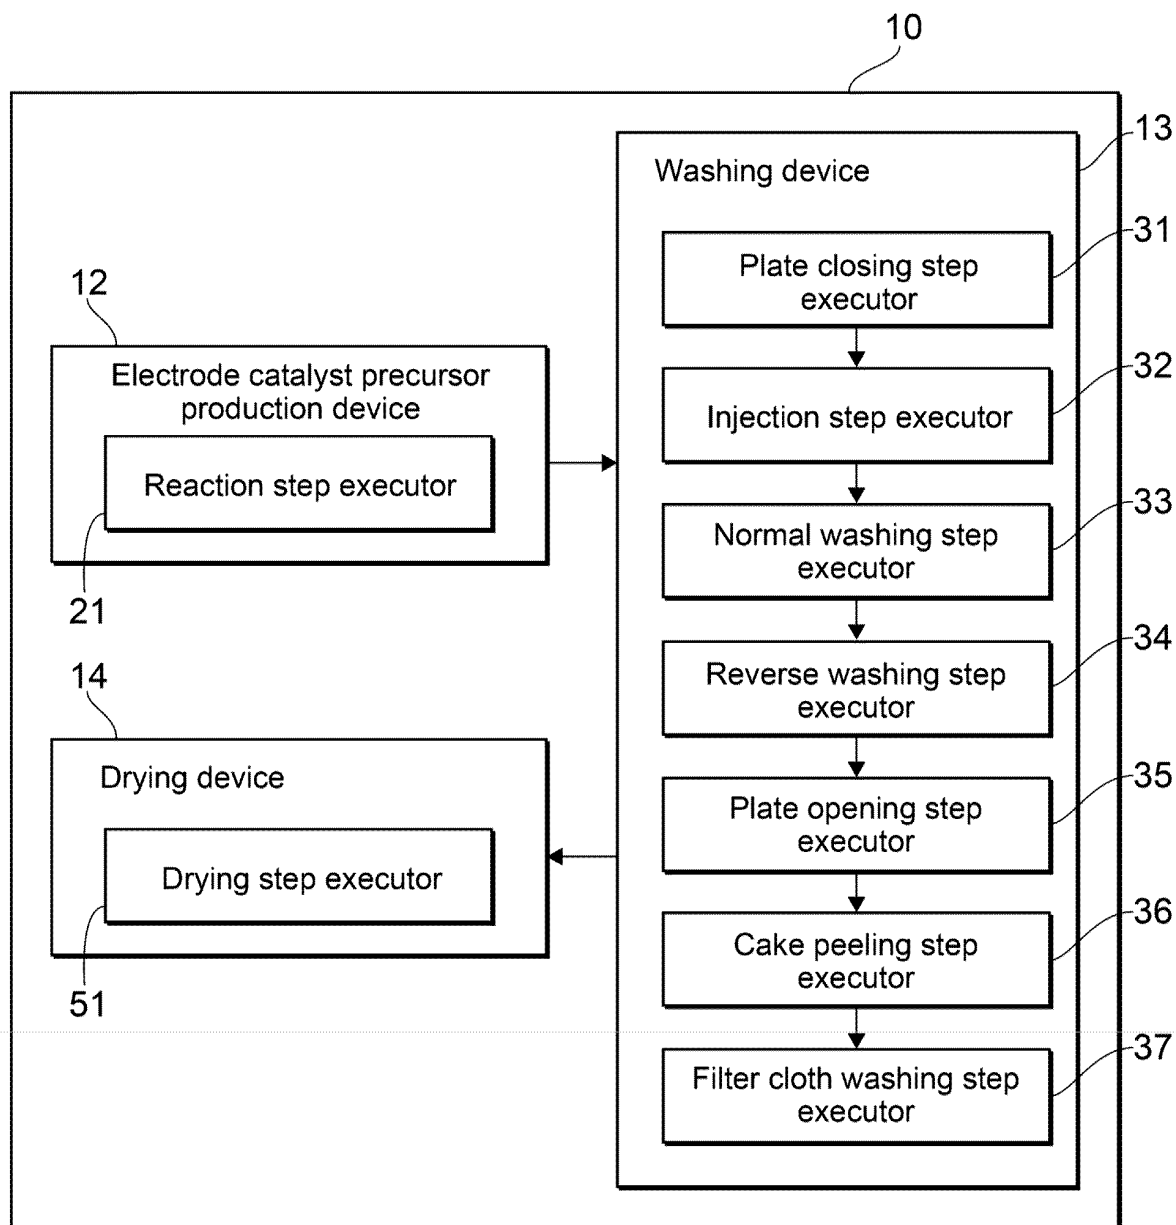 10
13
Washing device
31
Plate closing step
executor
12
32
Electrode catalyst precursor
production device
Injection step executor
Reaction step executor
33
Normal washing step
executor
21
34
14
Reverse washing step
executor
Drying device
35
Plate opening step
executor
Drying step executor
36
Cake peeling step
executor
51
37
Filter cloth washing step
executor